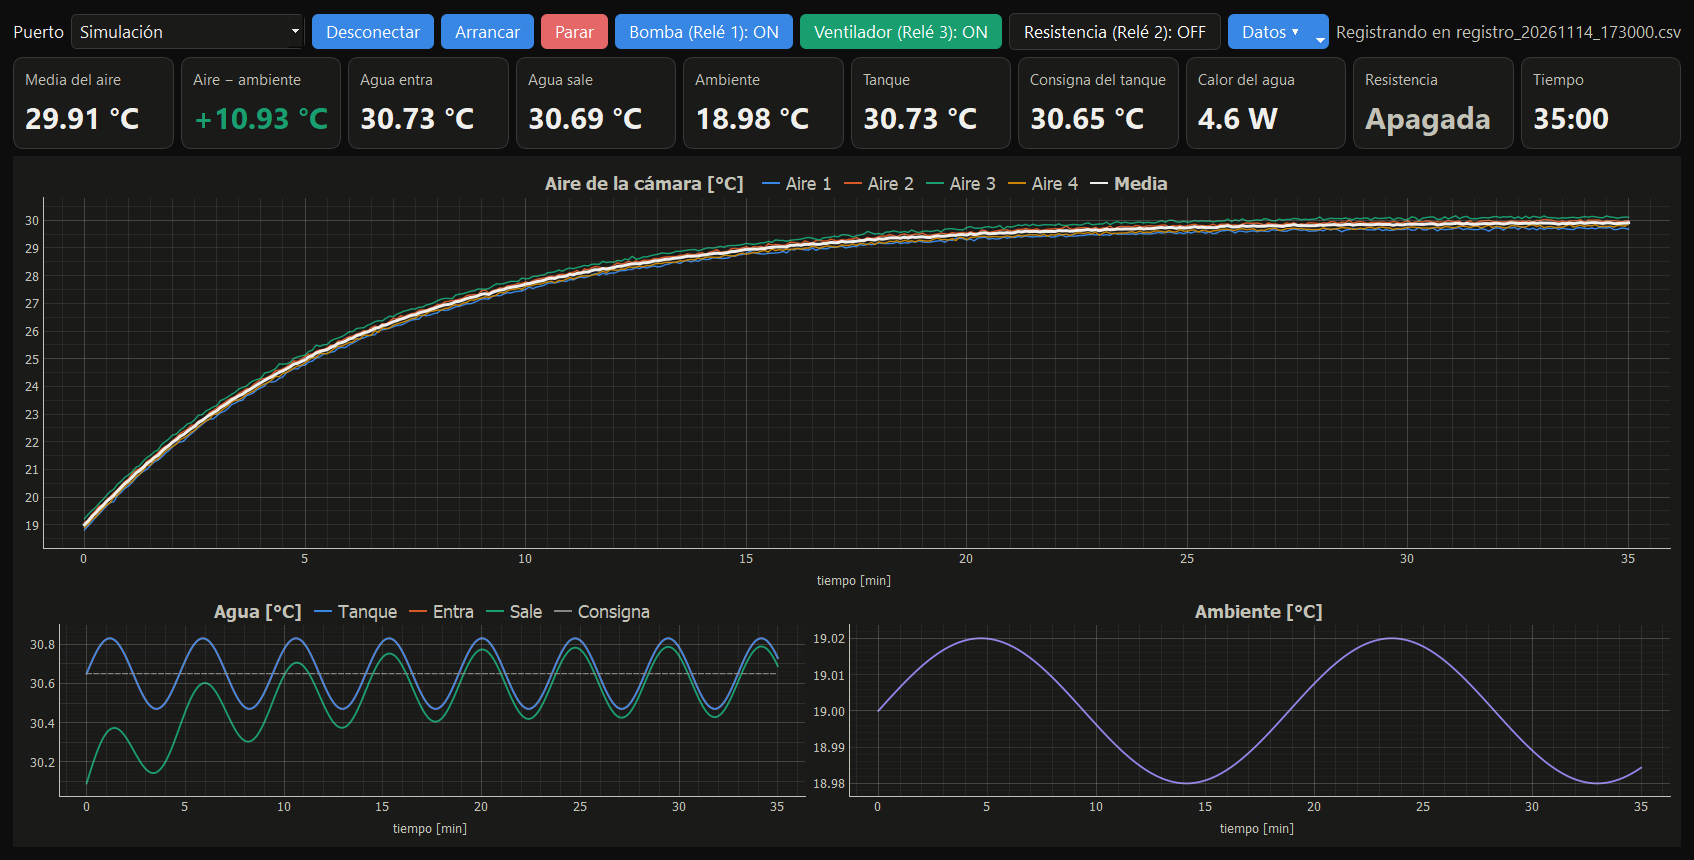 Puerto Simulación Desconectar Arrancar Parar Bomba (Relé 1): ON Ventilador (Relé 3): ON Resistencia (Relé 2): OFF Datos Registrando en registro_20261114_173000.csv
Media del aire Aire − ambiente Agua entra Agua sale Ambiente Tanque Consigna del tanque Calor del agua Resistencia Tiempo
29.91 °C +10.93 °C 30.73 °C 30.69 °C 18.98 °C 30.73 °C 30.65 °C 4.6 W Apagada 35:00
Aire de la cámara [°C] Aire 1 Aire 2 Aire 3 Aire 4 Media
30
29
28
27
26
25
24
23
22
21
20
19
0 5 10 15 20 25 30 35
tiempo [min]
Agua [°C] Tanque Entra Sale Consigna
30.8
30.6
30.4
30.2
0 5 10 15 20 25 30 35
tiempo [min]
Ambiente [°C]
19.02
19.01
19.00
18.99
18.98
0 5 10 15 20 25 30 35
tiempo [min]